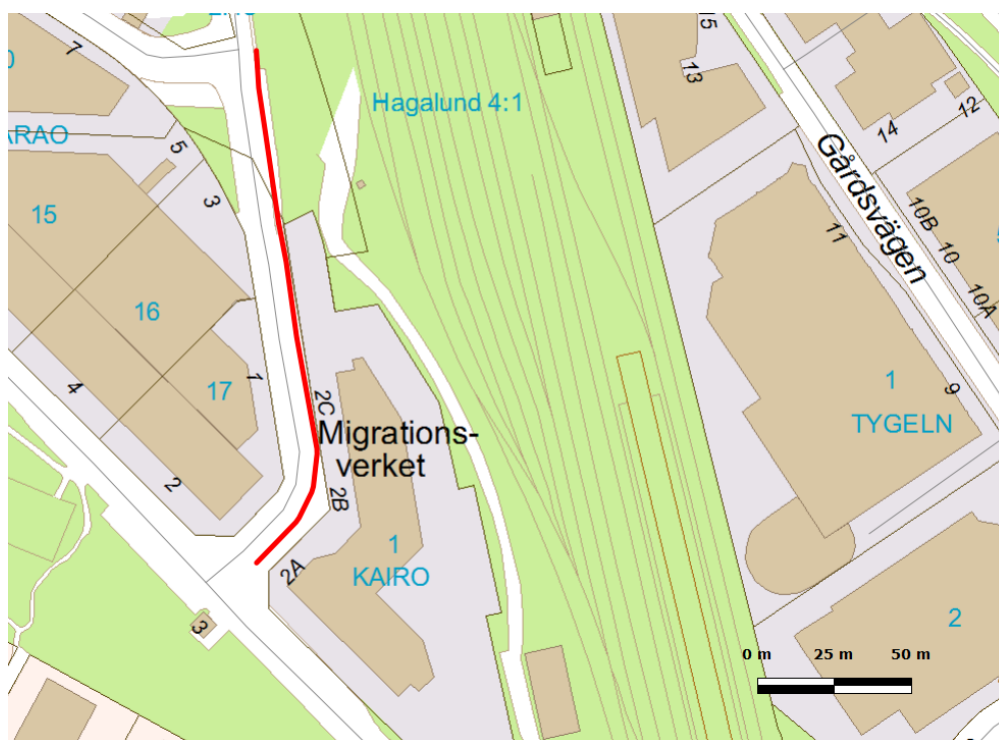 7
15
13
Hagalund 4:1
14
12
ARAO
5
3
15
Gårdsvägen
10B
10
10A
11
16
4
17
1
2C
1
TYGELN
9
Migrations-
verket
2
2B
1
KAIRO
2A
3
2
0 m
25 m
50 m